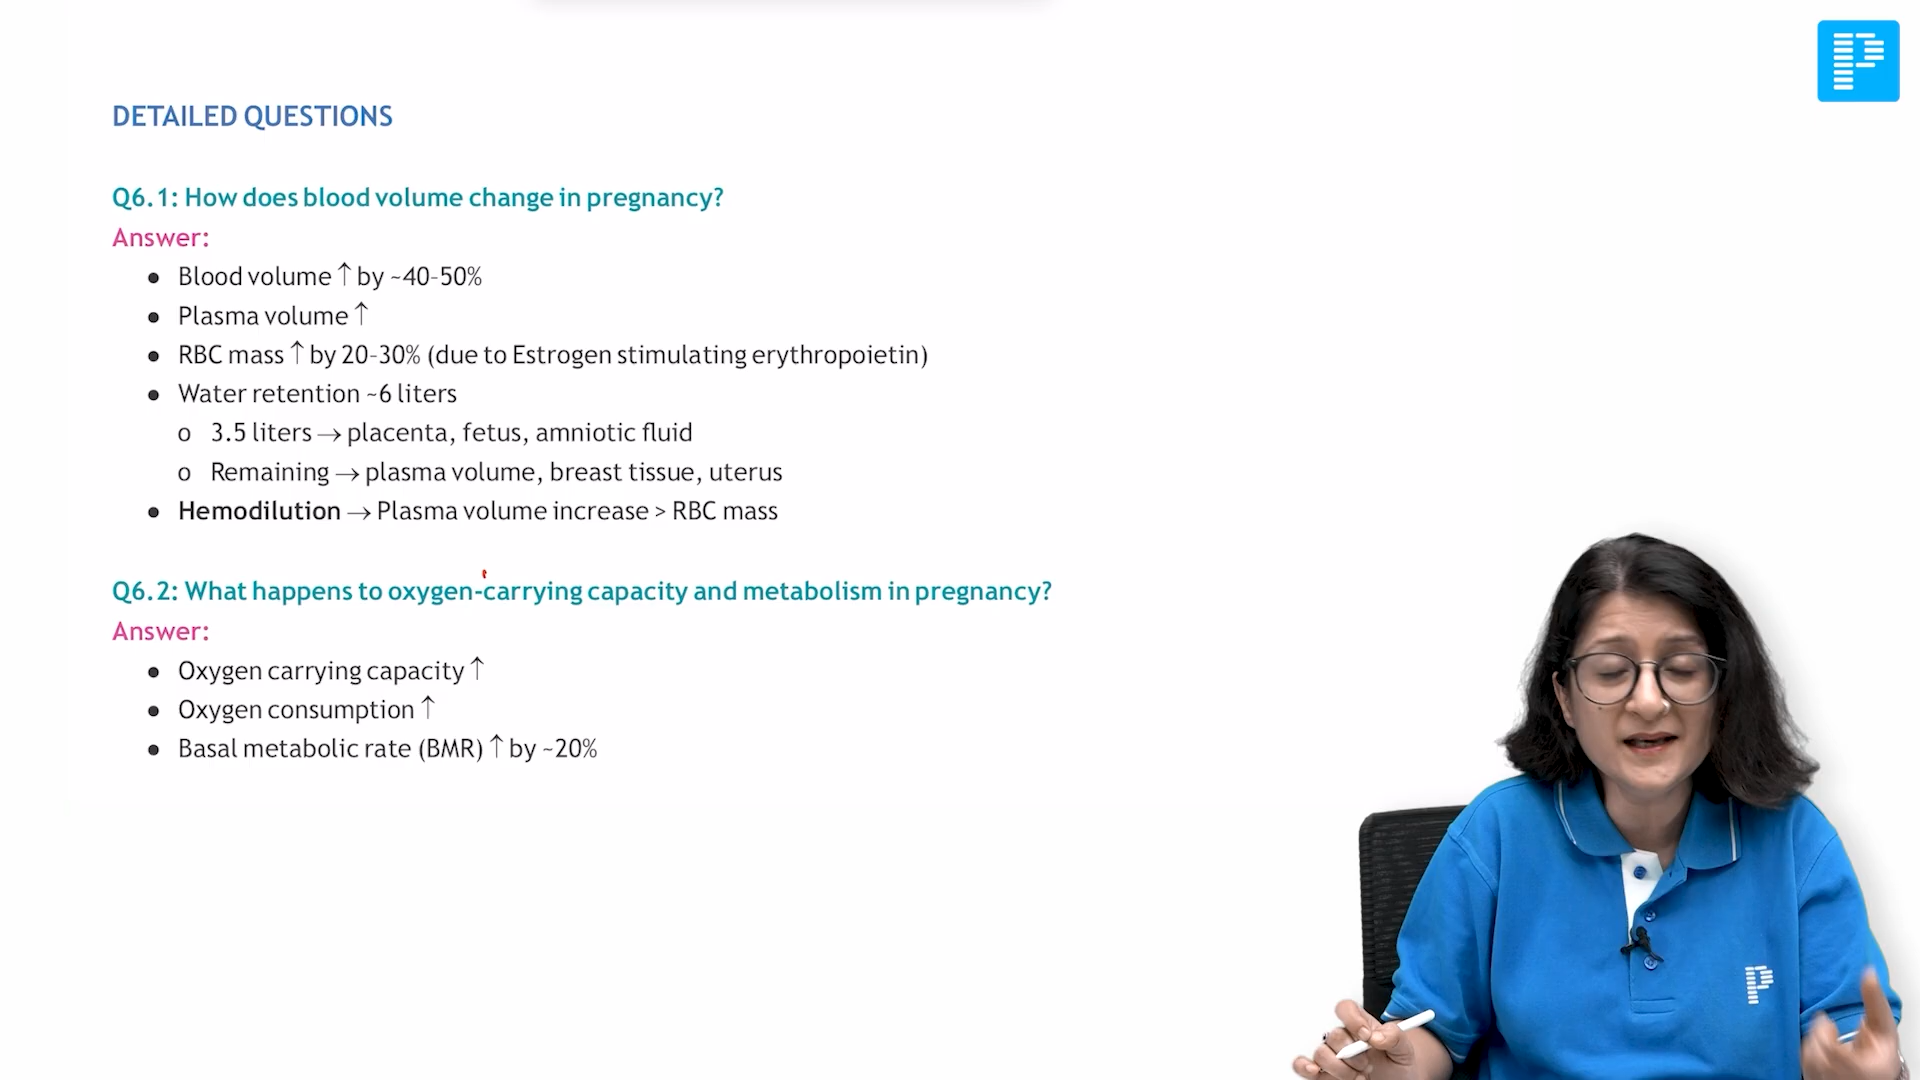 DETAILED QUESTIONS
Q6.1: How does blood volume change in pregnancy?
Answer:
● Blood volume ↑ by ~40-50%
● Plasma volume ↑
● RBC mass ↑ by 20-30% (due to Estrogen stimulating erythropoietin)
● Water retention ~6 liters
o 3.5 liters → placenta, fetus, amniotic fluid
o Remaining → plasma volume, breast tissue, uterus
● Hemodilution → Plasma volume increase > RBC mass
Q6.2: What happens to oxygen-carrying capacity and metabolism in pregnancy?
Answer:
● Oxygen carrying capacity ↑
● Oxygen consumption ↑
● Basal metabolic rate (BMR) ↑ by ~20%
P
P